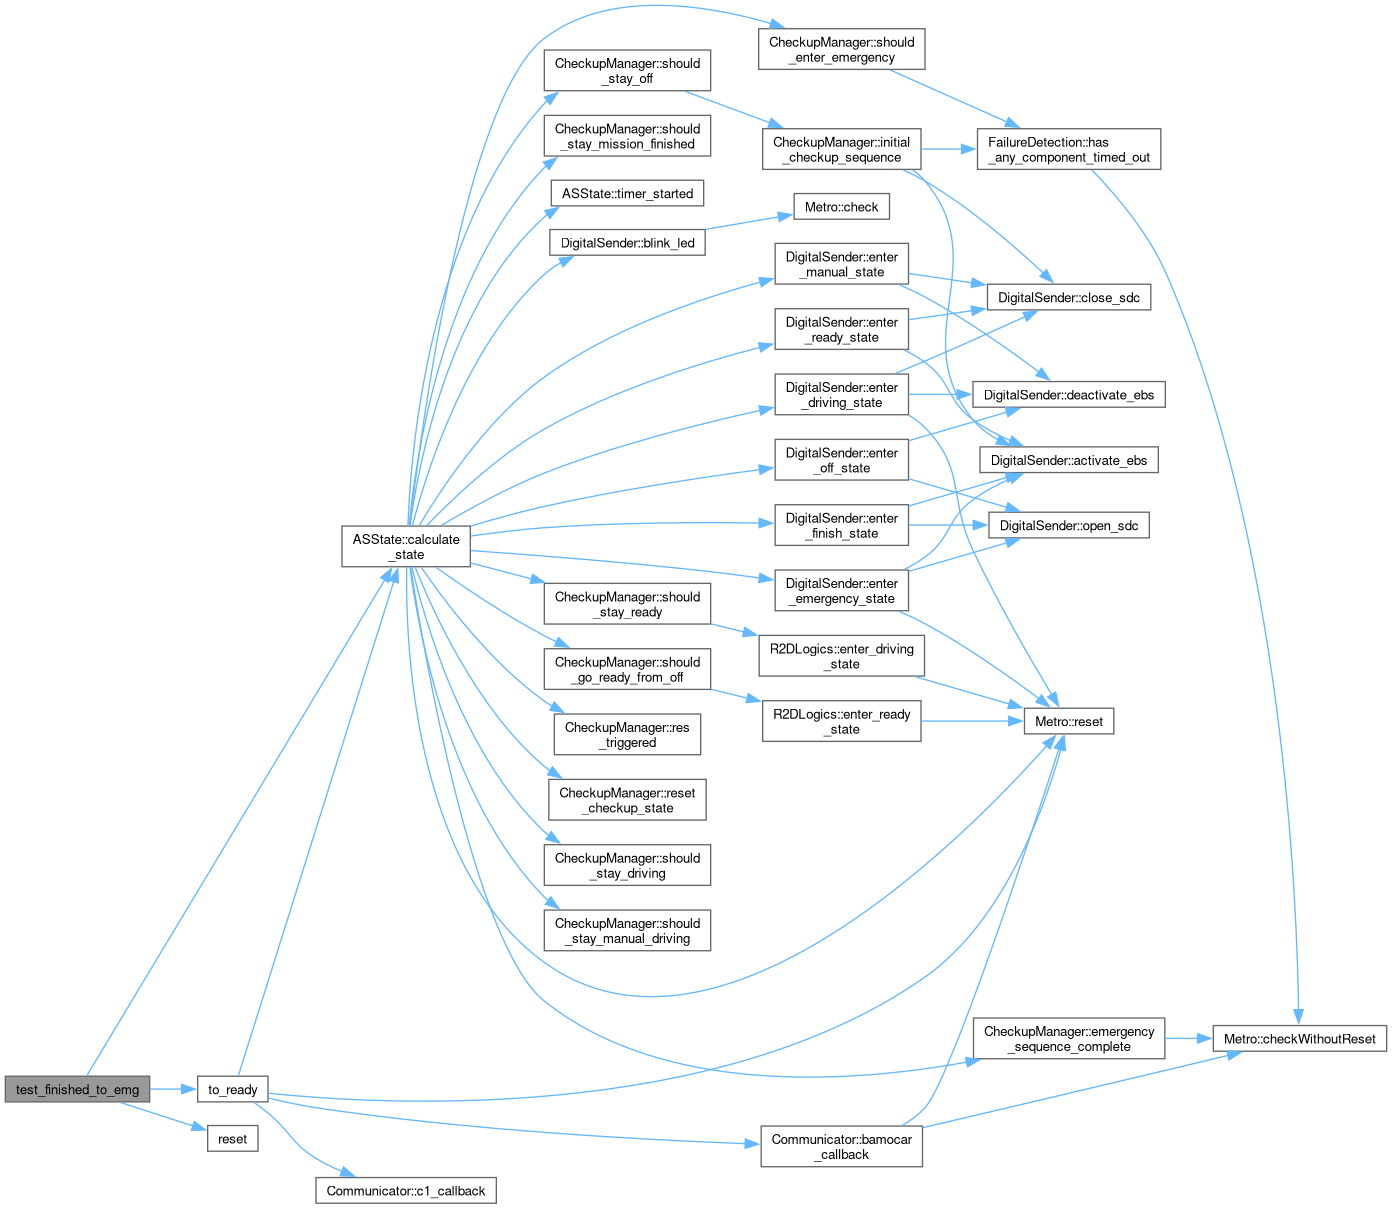 CheckupManager::should
_enter_emergency
CheckupManager::should
_stay_off
CheckupManager::should
_stay_mission_finished
CheckupManager::initial
_checkup_sequence
FailureDetection::has
_any_component_timed_out
ASState::timer_started
Metro::check
DigitalSender::blink_led
DigitalSender::enter
_manual_state
DigitalSender::close_sdc
DigitalSender::enter
_ready_state
DigitalSender::enter
_driving_state
DigitalSender::deactivate_ebs
DigitalSender::enter
_off_state
DigitalSender::activate_ebs
DigitalSender::enter
_finish_state
DigitalSender::open_sdc
ASState::calculate
_state
DigitalSender::enter
_emergency_state
CheckupManager::should
_stay_ready
R2DLogics::enter_driving
_state
CheckupManager::should
_go_ready_from_off
R2DLogics::enter_ready
_state
Metro::reset
CheckupManager::res
_triggered
CheckupManager::reset
_checkup_state
CheckupManager::should
_stay_driving
CheckupManager::should
_stay_manual_driving
CheckupManager::emergency
_sequence_complete
Metro::checkWithoutReset
test_finished_to_emg
to_ready
reset
Communicator::bamocar
_callback
Communicator::c1_callback